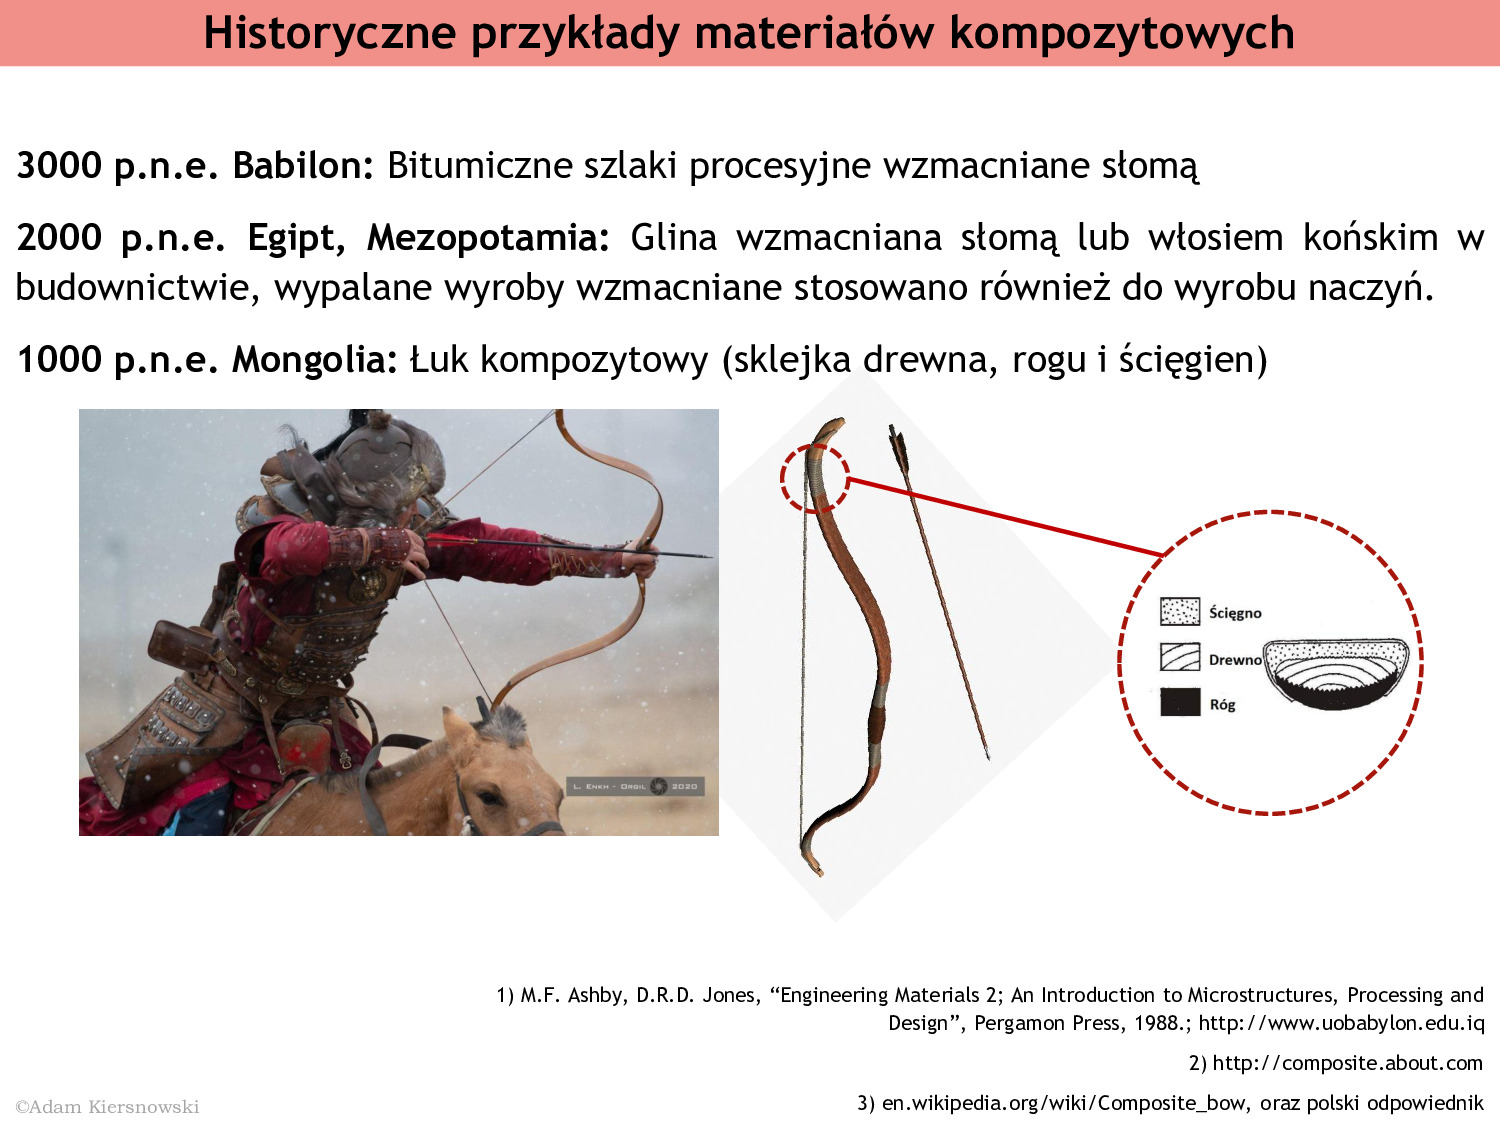 Historyczne przykłady materiałów kompozytowych
3000 p.n.e. Babilon: Bitumiczne szlaki procesyjne wzmacniane słomą
2000 p.n.e. Egipt, Mezopotamia: Glina wzmacniana słomą lub włosiem końskim w
budownictwie, wypalane wyroby wzmacniane stosowano również do wyrobu naczyń.
1000 p.n.e. Mongolia: Łuk kompozytowy (sklejka drewna, rogu i ścięgien)
Ścięgno
Drewno
Róg
L. Enkh - Orgil 2020
1) M.F. Ashby, D.R.D. Jones, “Engineering Materials 2; An Introduction to Microstructures, Processing and
Design”, Pergamon Press, 1988.; http://www.uobabylon.edu.iq
2) http://composite.about.com
3) en.wikipedia.org/wiki/Composite_bow, oraz polski odpowiednik
©Adam Kiersnowski